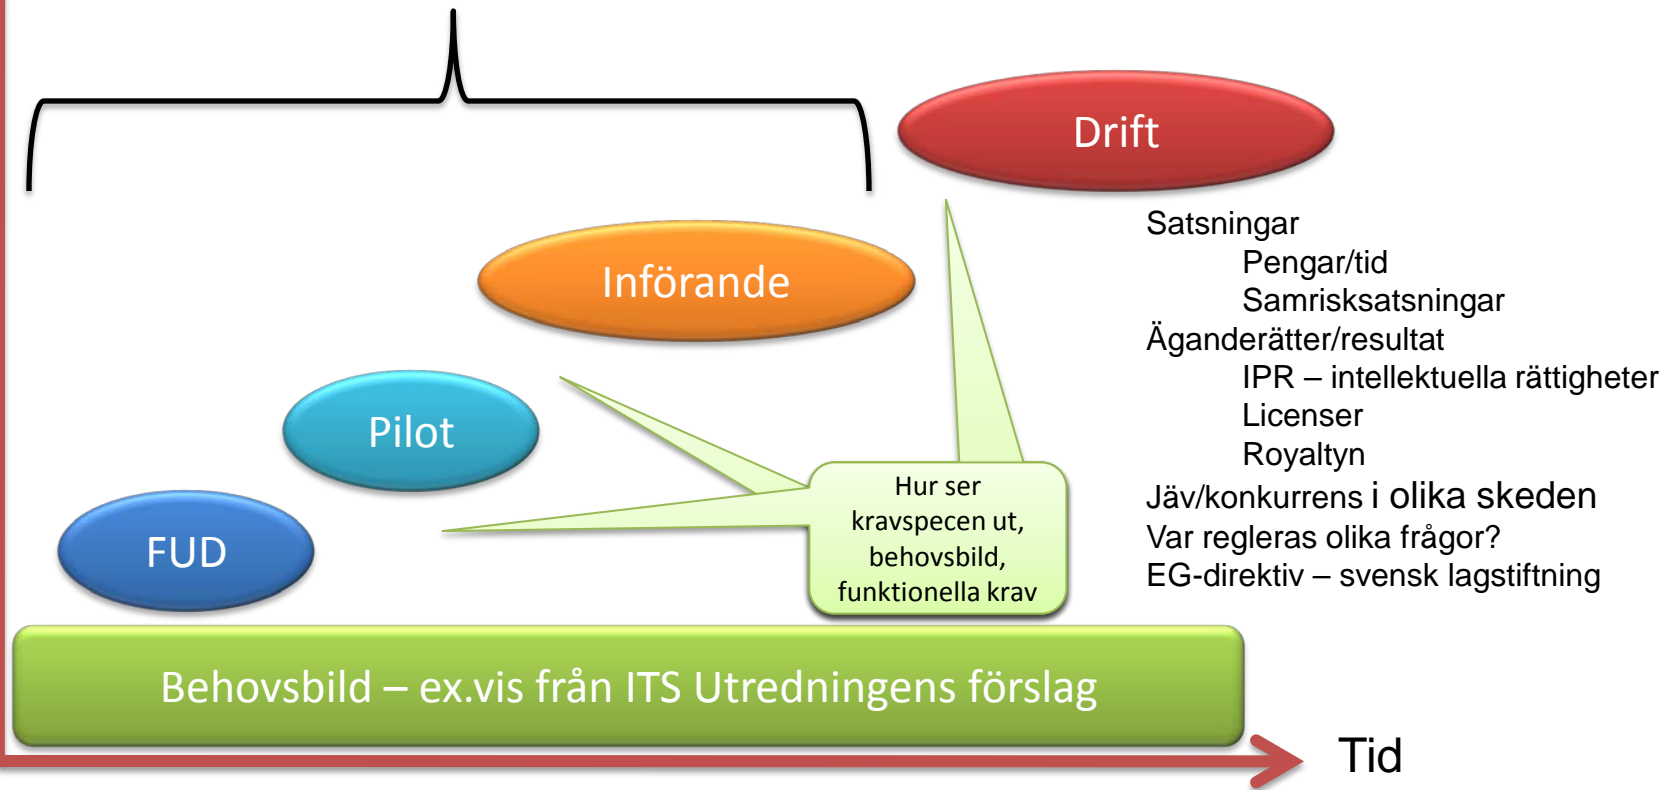 Drift
Införande
Pilot
FUD
Hur ser
kravspecen ut,
behovsbild,
funktionella krav
Satsningar
Pengar/tid
Samrisksatsningar
Äganderätter/resultat
IPR – intellektuella rättigheter
Licenser
Royaltyn
Jäv/konkurrens i olika skeden
Var regleras olika frågor?
EG-direktiv – svensk lagstiftning
Behovsbild – ex.vis från ITS Utredningens förslag
Tid